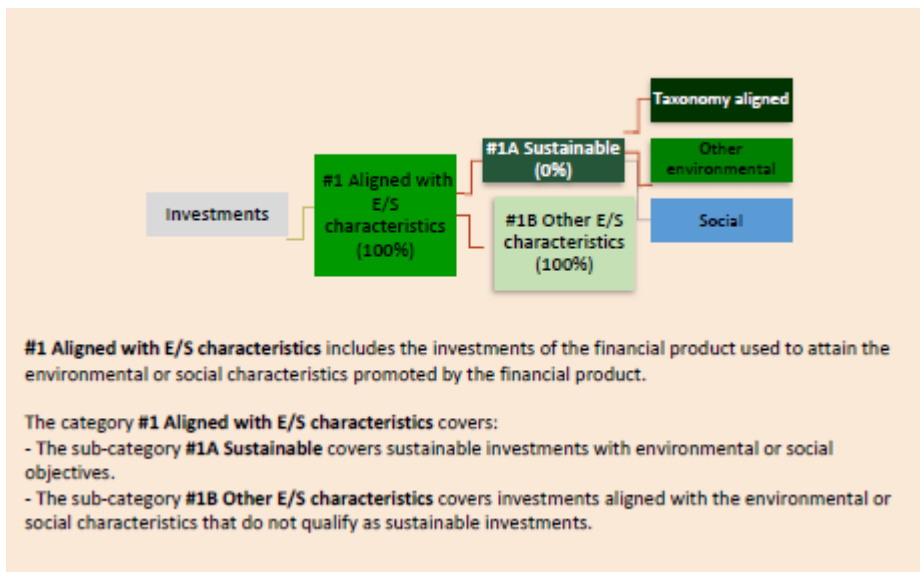 Taxonomy aligned
#1A Sustainable
(0%)
Other
environmental
#1 Aligned with
E/S
characteristics
(100%)
Investments
#1B Other E/S
characteristics
(100%)
Social
#1 Aligned with E/S characteristics includes the investments of the financial product used to attain the
environmental or social characteristics promoted by the financial product.
The category #1 Aligned with E/S characteristics covers:
- The sub-category #1A Sustainable covers sustainable investments with environmental or social
objectives.
- The sub-category #1B Other E/S characteristics covers investments aligned with the environmental or
social characteristics that do not qualify as sustainable investments.